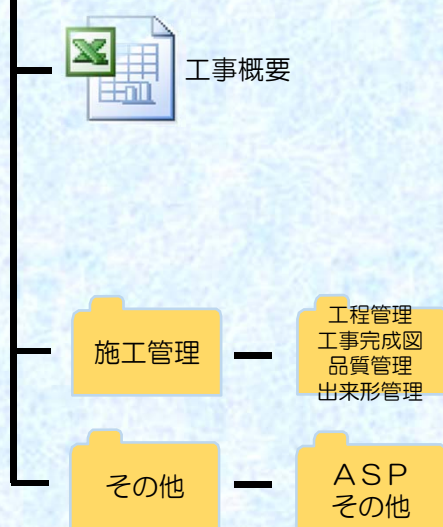 工事概要
施工管理
工程管理
工事完成図
品質管理
出来形管理
その他
ＡＳＰ
その他